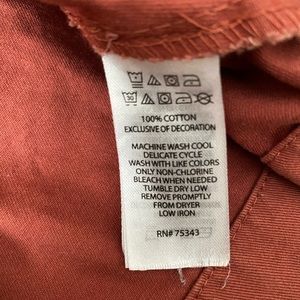 100% COTTON
EXCLUSIVE OF DECORATION
MACHINE WASH COOL
DELICATE CYCLE
WASH WITH LIKE COLORS
ONLY NON-CHLORINE
BLEACH WHEN NEEDED
TUMBLE DRY LOW
REMOVE PROMPTLY
FROM DRYER
LOW IRON
RN# 75343